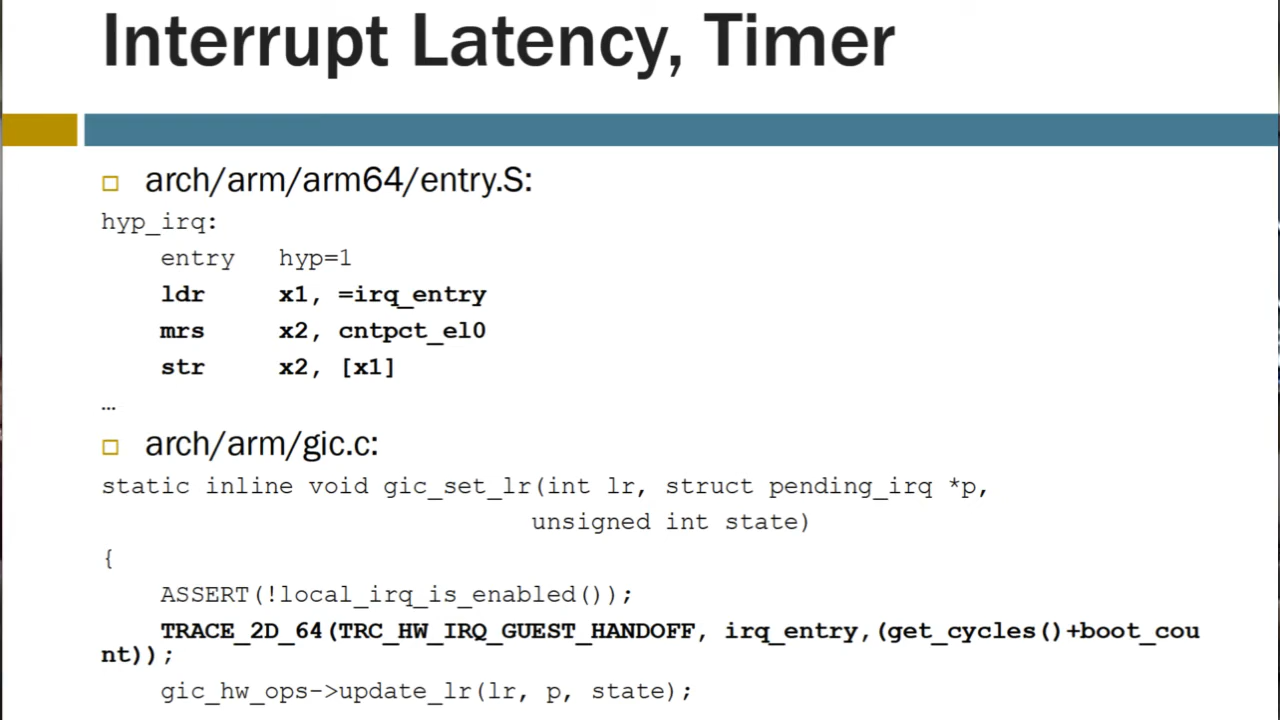 Interrupt Latency, Timer
arch/arm/arm64/entry.S:
hyp_irq:
entry hyp=1
ldr x1, =irq_entry
mrs x2, cntpct_el0
str x2, [x1]
…
arch/arm/gic.c:
static inline void gic_set_lr(int lr, struct pending_irq *p,
unsigned int state)
{
ASSERT(!local_irq_is_enabled());
TRACE_2D_64(TRC_HW_IRQ_GUEST_HANDOFF, irq_entry,(get_cycles()+boot_cou
nt));
gic_hw_ops->update_lr(lr, p, state);